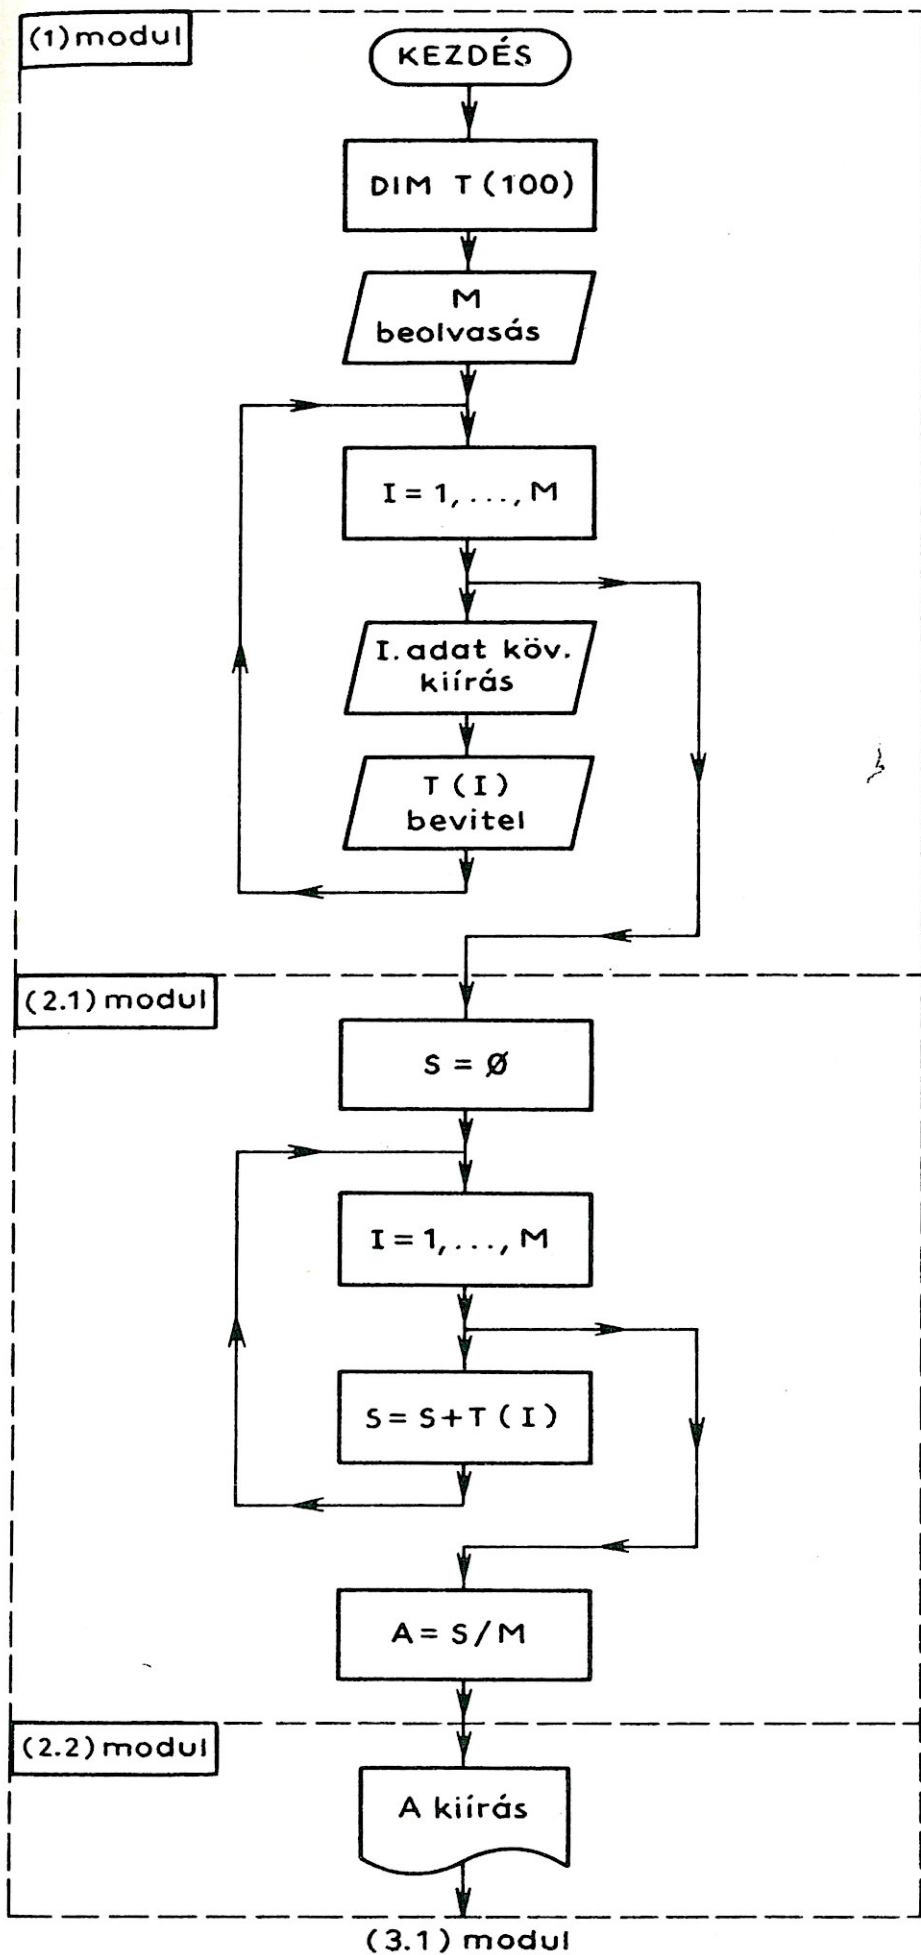 (1) modul
KEZDÉS
DIM T (100)
M
beolvasás
I = 1, ..., M
I. adat köv.
kiírás
T (I)
bevitel
(2.1) modul
S = Ø
I = 1, ..., M
S = S + T (I)
A = S / M
(2.2) modul
A kiírás
(3.1) modul